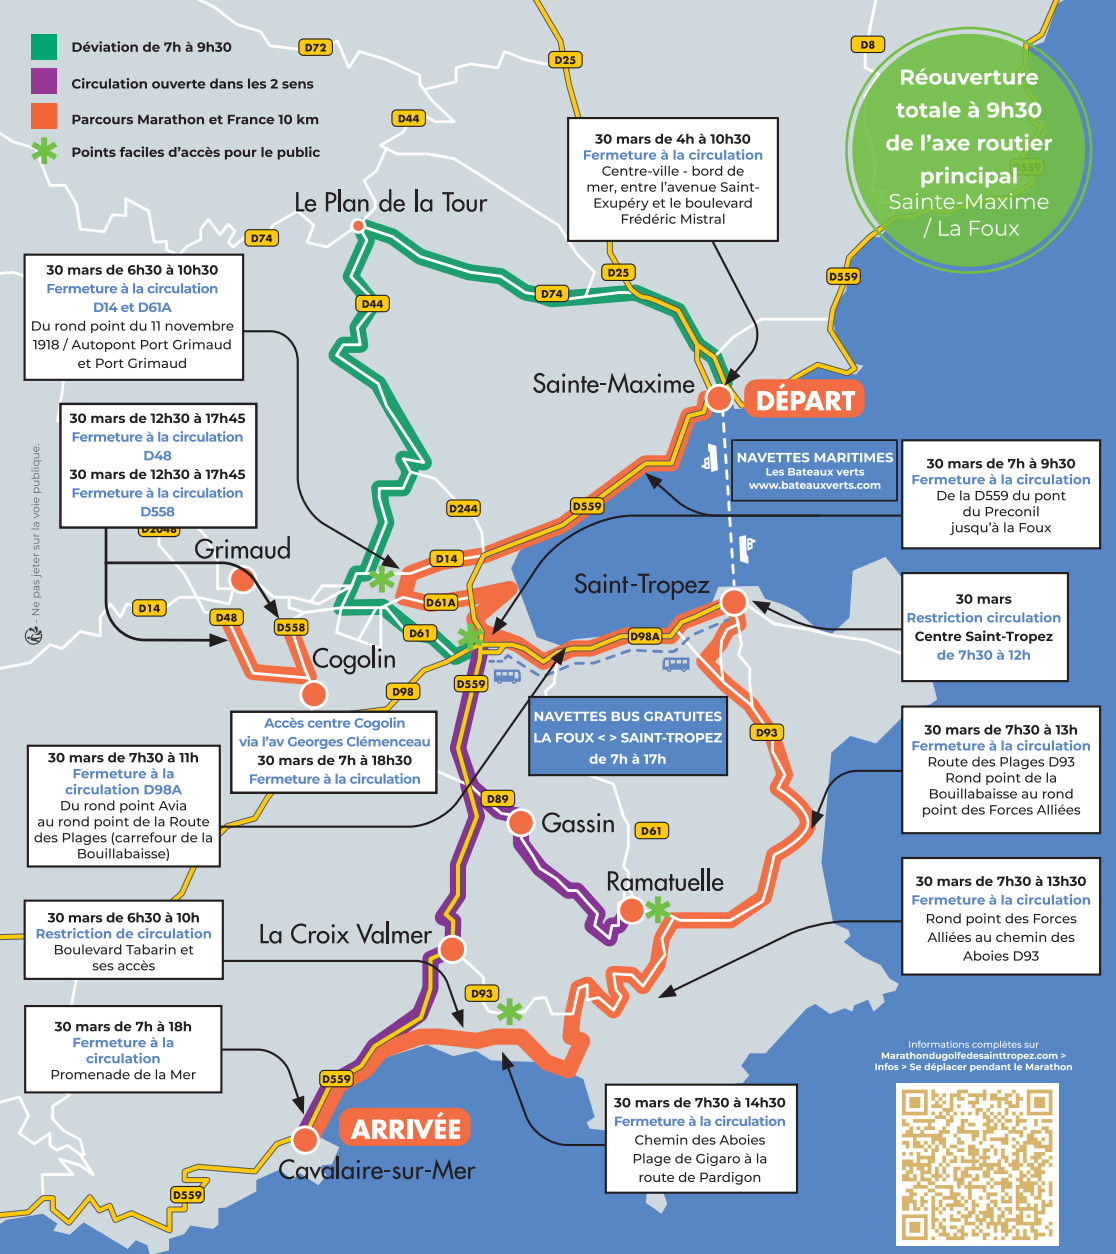 Déviation de 7h à 9h30
Circulation ouverte dans les 2 sens
Parcours Marathon et France 10 km
Points faciles d'accès pour le public
D72
D25
D8
D44
Réouverture
totale à 9h30
de l'axe routier
principal
Sainte-Maxime
/ La Foux
D559
30 mars de 4h à 10h30
Fermeture à la circulation
Centre-ville - bord de
mer, entre l'avenue Saint-
Exupéry et le boulevard
Frédéric Mistral
Le Plan de la Tour
D74
D25
D559
D74
D44
30 mars de 6h30 à 10h30
Fermeture à la circulation
D14 et D61A
Du rond point du 11 novembre
1918 / Autopont Port Grimaud
et Port Grimaud
Sainte-Maxime
DÉPART
30 mars de 12h30 à 17h45
Fermeture à la circulation
D48
30 mars de 12h30 à 17h45
Fermeture à la circulation
D558
NAVETTES MARITIMES
Les Bateaux verts
www.bateauxverts.com
30 mars de 7h à 9h30
Fermeture à la circulation
De la D559 du pont
du Preconil
jusqu'à la Foux
- Ne pas jeter sur la voie publique.
D244
D559
D2048
Grimaud
D14
D61A
D14
D48
D558
D61
Cogolin
Saint-Tropez
D98A
30 mars
Restriction circulation
Centre Saint-Tropez
de 7h30 à 12h
D559
D98
Accès centre Cogolin
via l'av Georges Clémenceau
30 mars de 7h à 18h30
Fermeture à la circulation
NAVETTES BUS GRATUITES
LA FOUX < > SAINT-TROPEZ
de 7h à 17h
D93
30 mars de 7h30 à 13h
Fermeture à la circulation
Route des Plages D93
Rond point de la
Bouillabaisse au rond
point des Forces Alliées
30 mars de 7h30 à 11h
Fermeture à la
circulation D98A
Du rond point Avia
au rond point de la Route
des Plages (carrefour de la
Bouillabaisse)
D89
Gassin
D61
Ramatuelle
30 mars de 7h30 à 13h30
Fermeture à la circulation
Rond point des Forces
Alliées au chemin des
Aboies D93
30 mars de 6h30 à 10h
Restriction de circulation
Boulevard Tabarin et
ses accès
La Croix Valmer
D93
30 mars de 7h à 18h
Fermeture à la
circulation
Promenade de la Mer
D559
ARRIVÉE
Cavalaire-sur-Mer
D559
30 mars de 7h30 à 14h30
Fermeture à la circulation
Chemin des Aboies
Plage de Gigaro à la
route de Pardigon
Informations complètes sur
Marathondugolfedesainttropez.com >
Infos > Se déplacer pendant le Marathon